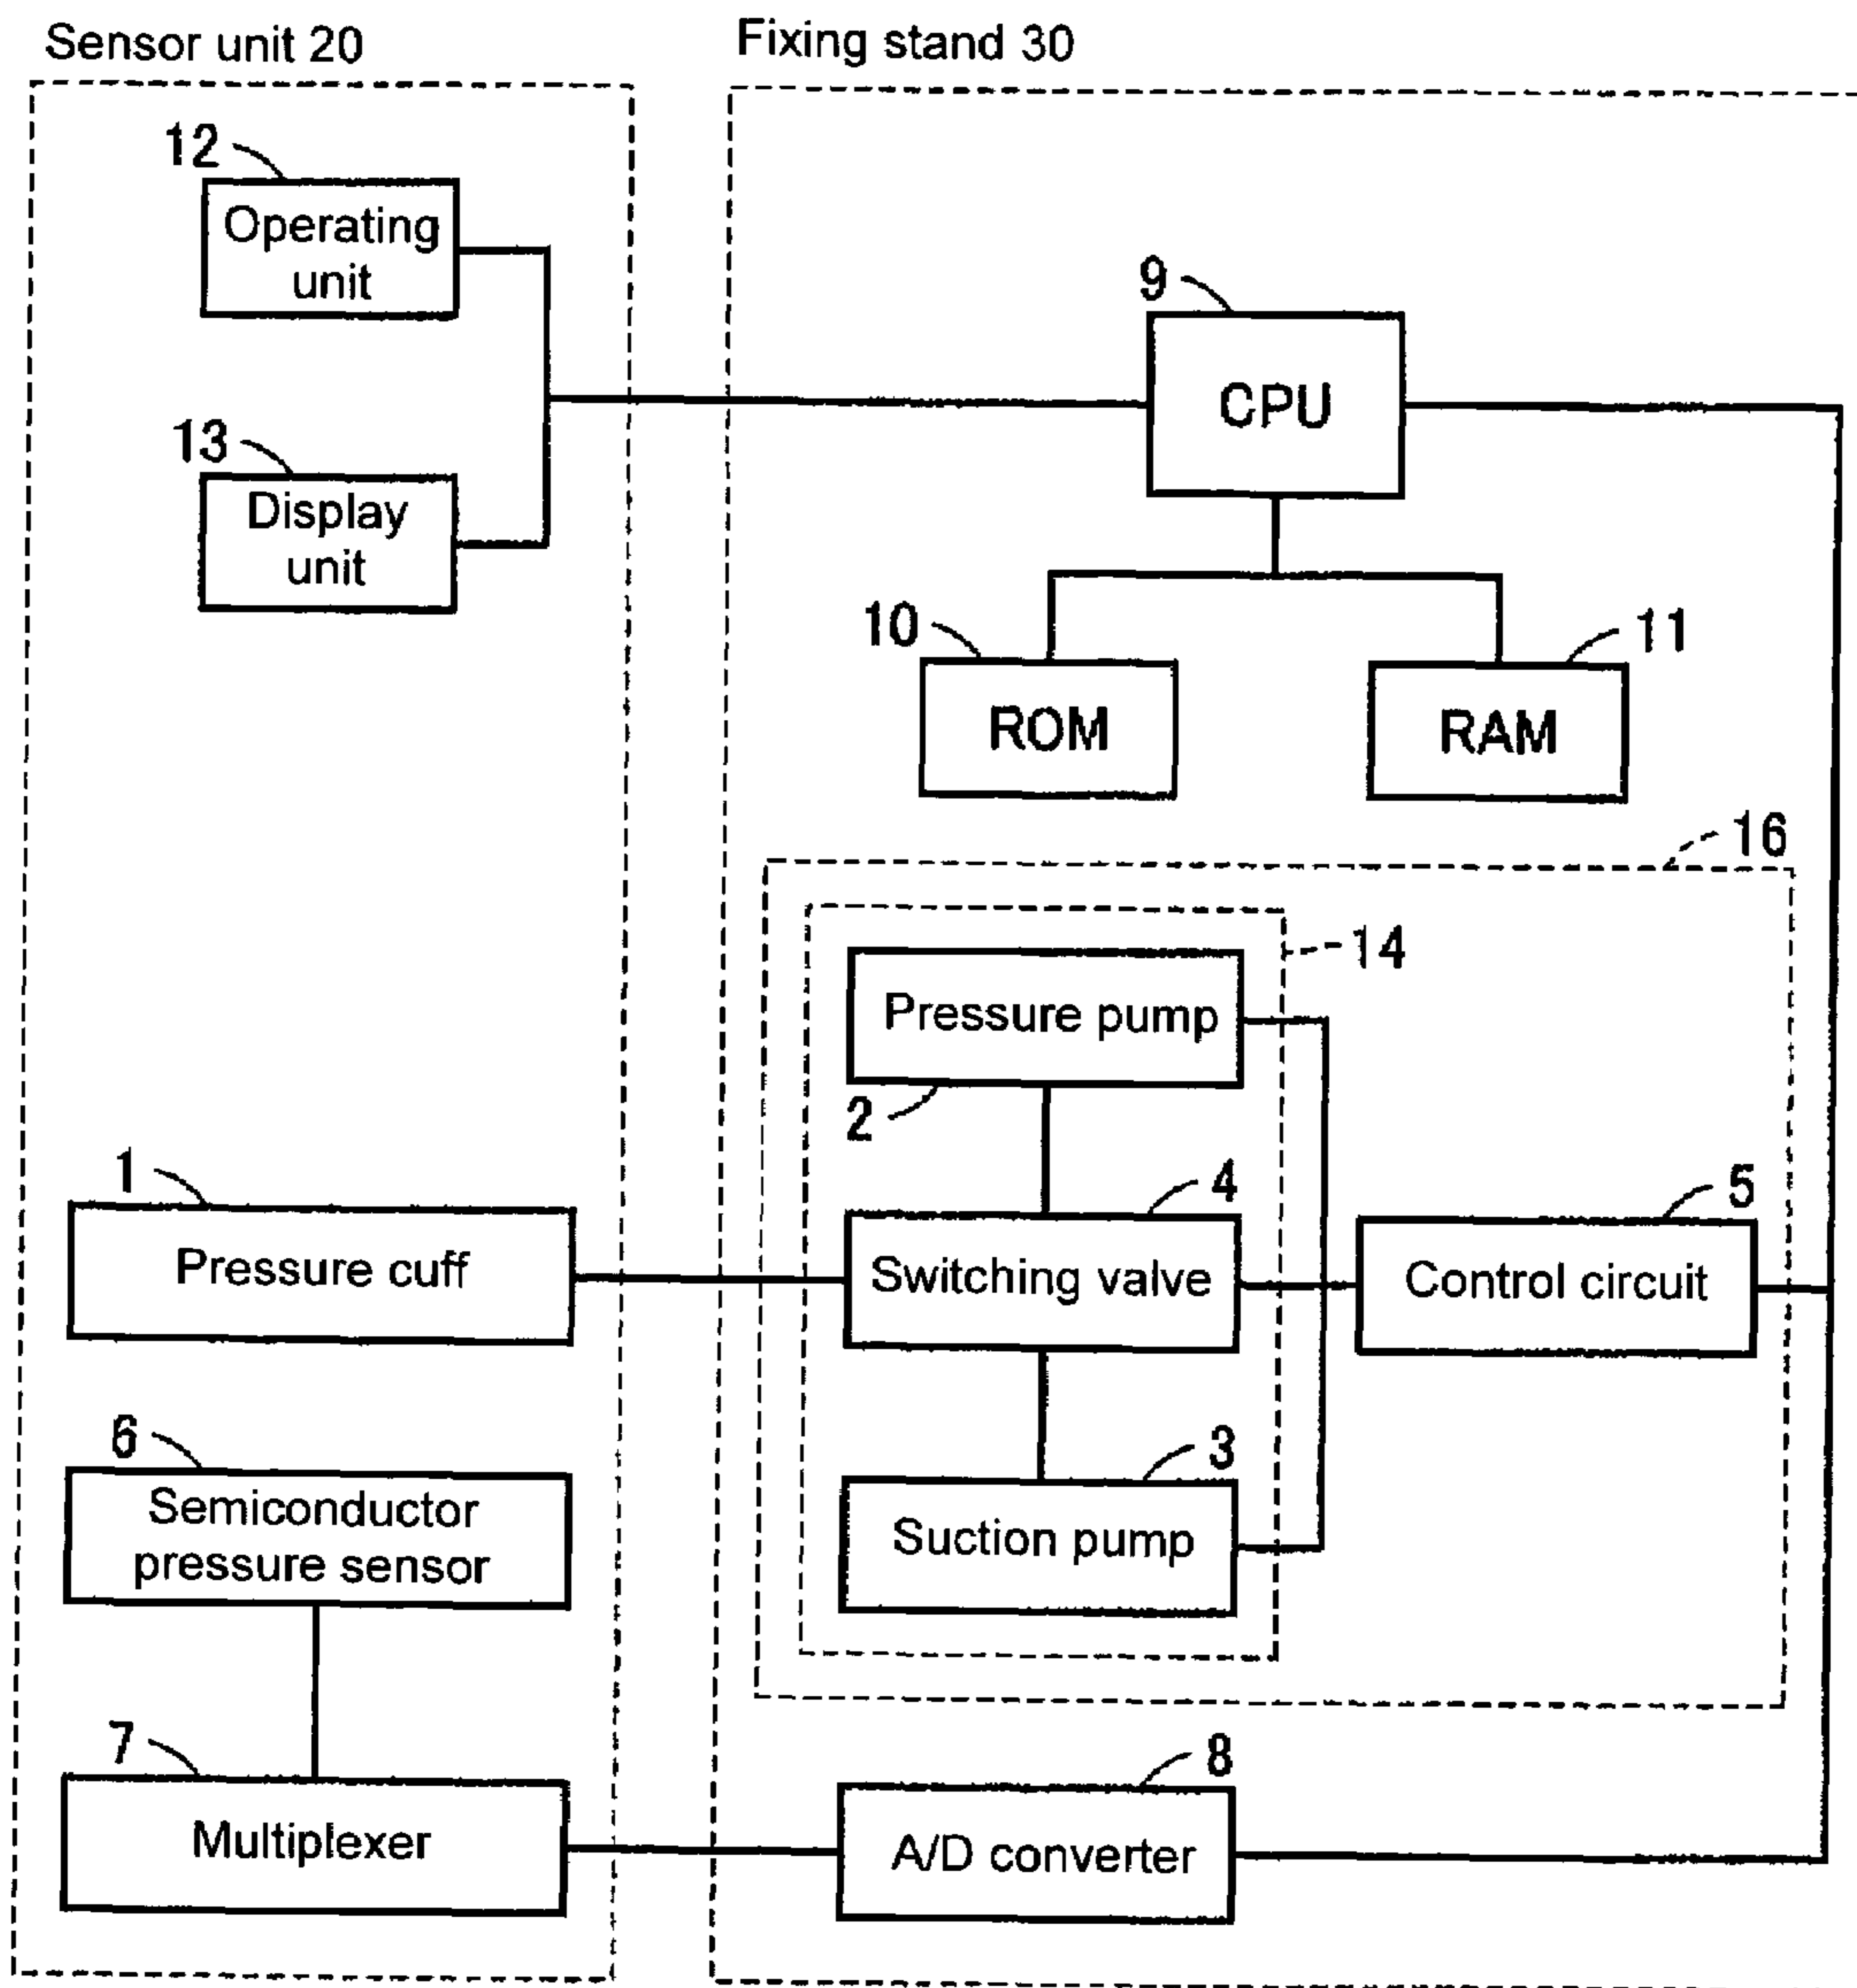 Sensor unit 20
Fixing stand 30
12
Operating
unit
9
CPU
13
Display
unit
10
ROM
11
RAM
16
14
Pressure pump
2
1
Pressure cuff
4
Switching valve
5
Control circuit
6
Semiconductor
pressure sensor
3
Suction pump
7
Multiplexer
8
A/D converter